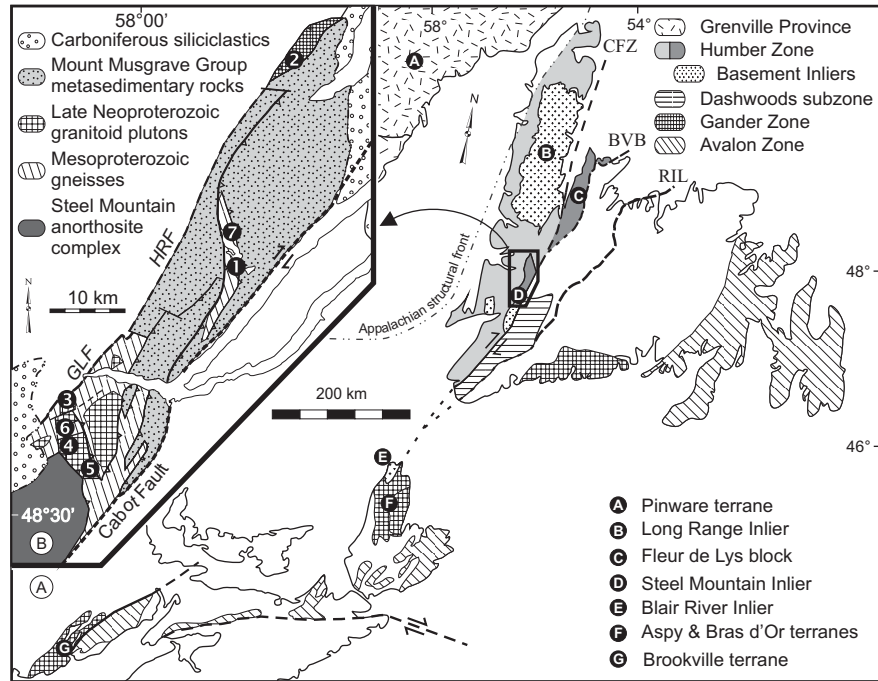 58°00'
Carboniferous siliciclastics
Mount Musgrave Group
metasedimentary rocks
Late Neoproterozoic
granitoid plutons
Mesoproterozoic
gneisses
Steel Mountain
anorthosite
complex
N
10 km
HRF
GLF
Cabot Fault
48°30'
2
7
1
3
6
4
5
B
A
58°
54°
Grenville Province
Humber Zone
Basement Inliers
Dashwoods subzone
Gander Zone
Avalon Zone
CFZ
BVB
RIL
N
A
B
C
D
Appalachian structural front
48°
200 km
46°
E
F
G
A Pinware terrane
B Long Range Inlier
C Fleur de Lys block
D Steel Mountain Inlier
E Blair River Inlier
F Aspy & Bras d'Or terranes
G Brookville terrane